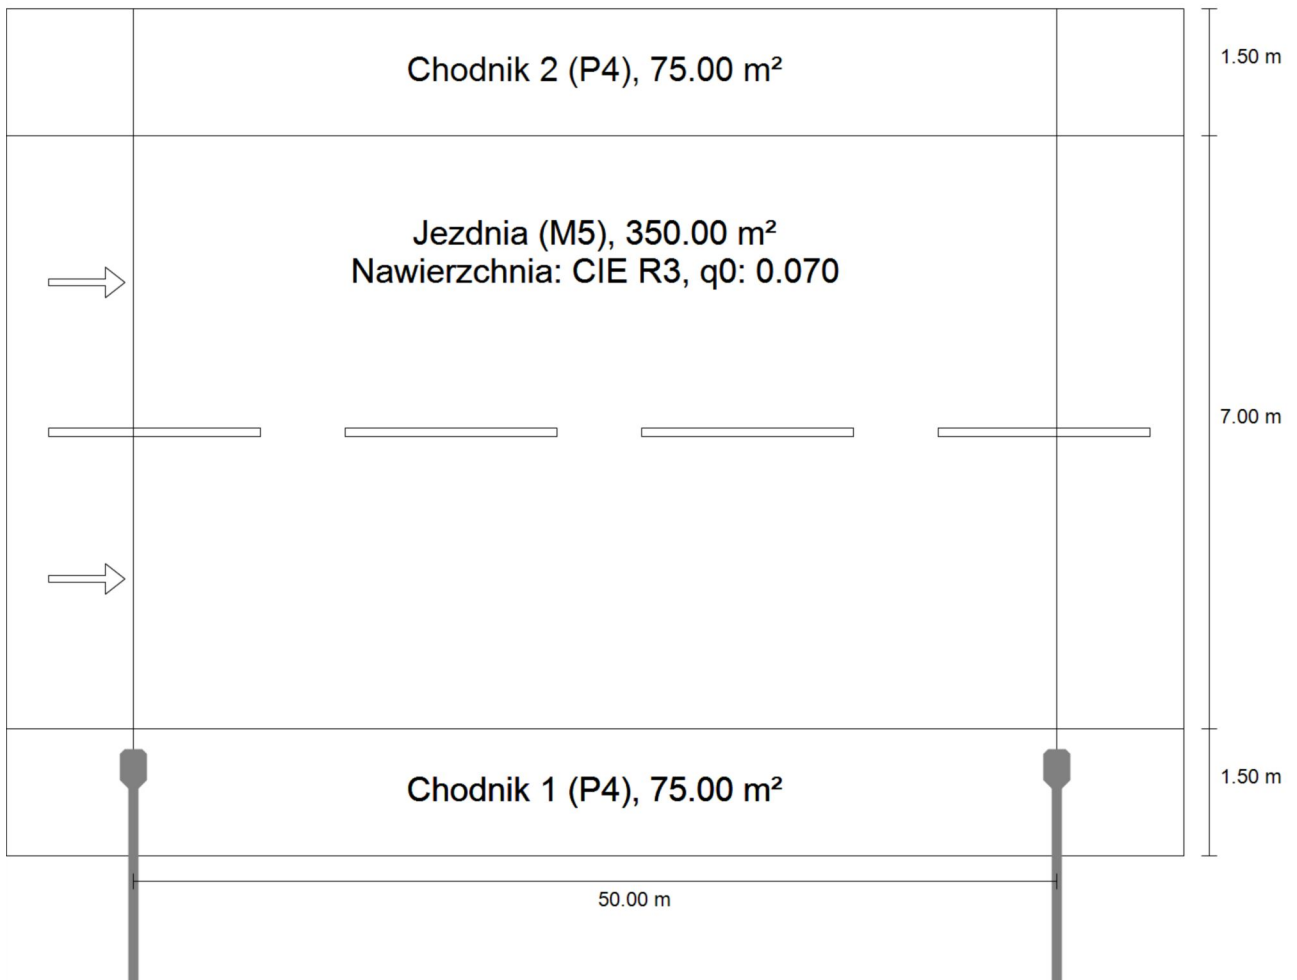 Chodnik 2 (P4), 75.00 m²
1.50 m
Jezdnia (M5), 350.00 m²
Nawierzchnia: CIE R3, q0: 0.070
7.00 m
Chodnik 1 (P4), 75.00 m²
1.50 m
50.00 m